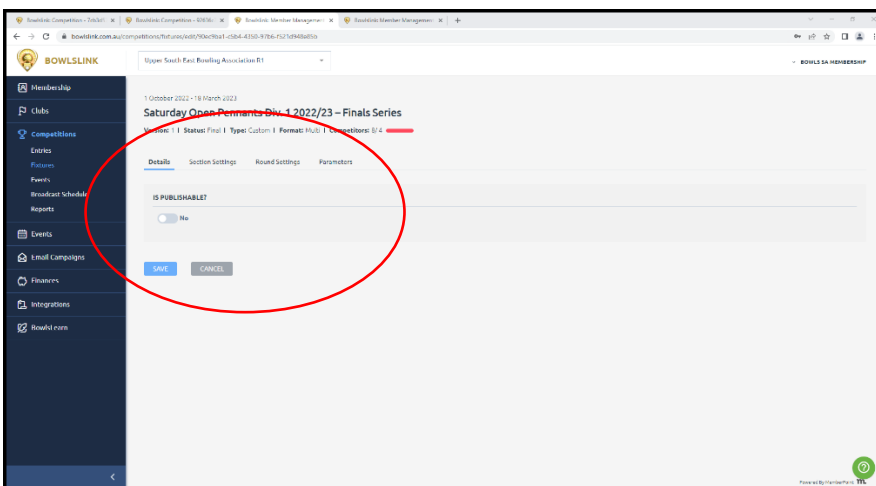 Bowlslink Competition - 7
Bowlslink Competition - 9
Bowlslink Member Management
Bowlslink Member Management
bowlslink.com.au/competitions/fixtures/edit/
BOWLSLINK
Upper South East Bowling Association R1
BOWLS SA MEMBERSHIP
Membership
Clubs
Competitions
Entries
Fixtures
Events
Broadcast Schedule
Reports
Events
Email Campaigns
Finances
Integrations
BowlsLearn
1 October 2022 - 18 March 2023
Saturday Open Pennants Div. 1 2022/23 – Finals Series
Version: 1 | Status: Final | Type: Custom | Format: Multi | Competitors: 8/4
Details Section Settings Round Settings Parameters
IS PUBLISHABLE?
No
SAVE CANCEL
Powered By MemberPoint